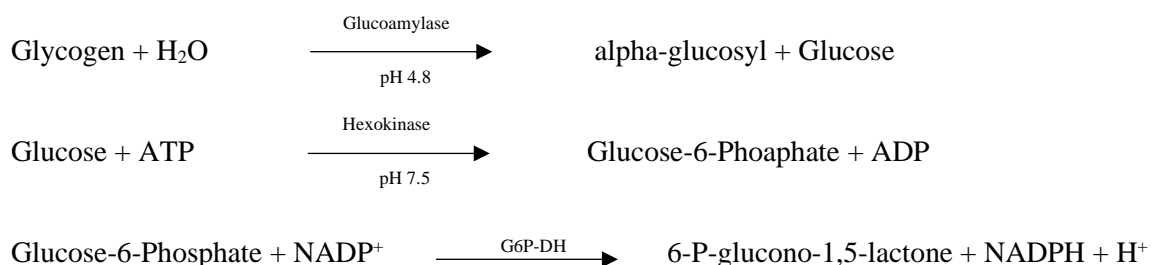 Glucoamylase
Glycogen + H₂O alpha-glucosyl + Glucose
pH 4.8
Hexokinase
Glucose + ATP Glucose-6-Phoaphate + ADP
pH 7.5
G6P-DH
Glucose-6-Phosphate + NADP⁺ 6-P-glucono-1,5-lactone + NADPH + H⁺